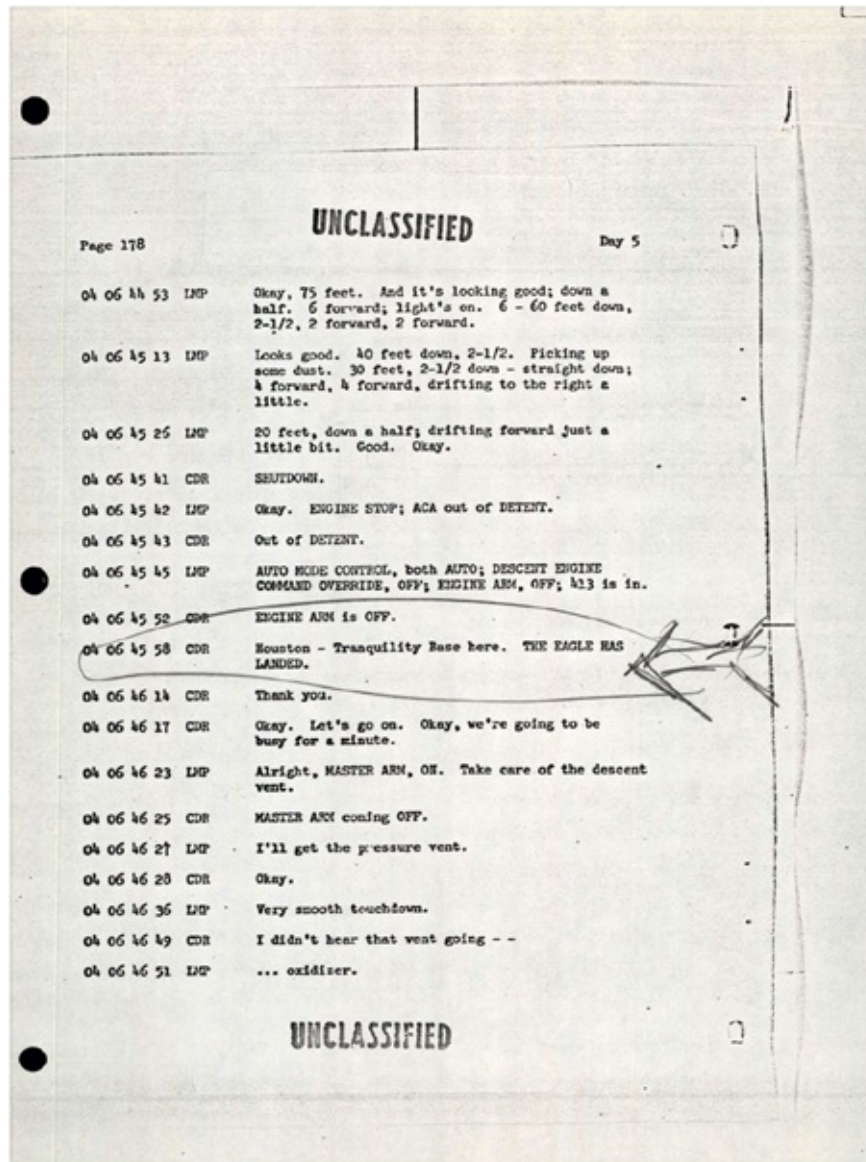 UNCLASSIFIED
Page 178 Day 5
04 06 44 53 LMP Okay, 75 feet. And it's looking good; down a
half. 6 forward; light's on. 6 - 60 feet down,
2-1/2, 2 forward, 2 forward.
04 06 45 13 LMP Looks good. 40 feet down, 2-1/2. Picking up
some dust. 30 feet, 2-1/2 down - straight down;
4 forward, 4 forward, drifting to the right a
little.
04 06 45 26 LMP 20 feet, down a half; drifting forward just a
little bit. Good. Okay.
04 06 45 41 CDR SHUTDOWN.
04 06 45 42 LMP Okay. ENGINE STOP; ACA out of DETENT.
04 06 45 43 CDR Out of DETENT.
04 06 45 45 LMP AUTO MODE CONTROL, both AUTO; DESCENT ENGINE
COMMAND OVERRIDE, OFF; ENGINE ARM, OFF; 413 is in.
04 06 45 52 CDR ENGINE ARM is OFF.
04 06 45 58 CDR Houston - Tranquility Base here. THE EAGLE HAS
LANDED.
04 06 46 14 CDR Thank you.
04 06 46 17 CDR Okay. Let's go on. Okay, we're going to be
busy for a minute.
04 06 46 23 LMP Alright, MASTER ARM, ON. Take care of the descent
vent.
04 06 46 25 CDR MASTER ARM coming OFF.
04 06 46 27 LMP I'll get the pressure vent.
04 06 46 28 CDR Okay.
04 06 46 36 LMP Very smooth touchdown.
04 06 46 49 CDR I didn't hear that vent going - -
04 06 46 51 LMP ... oxidizer.
UNCLASSIFIED